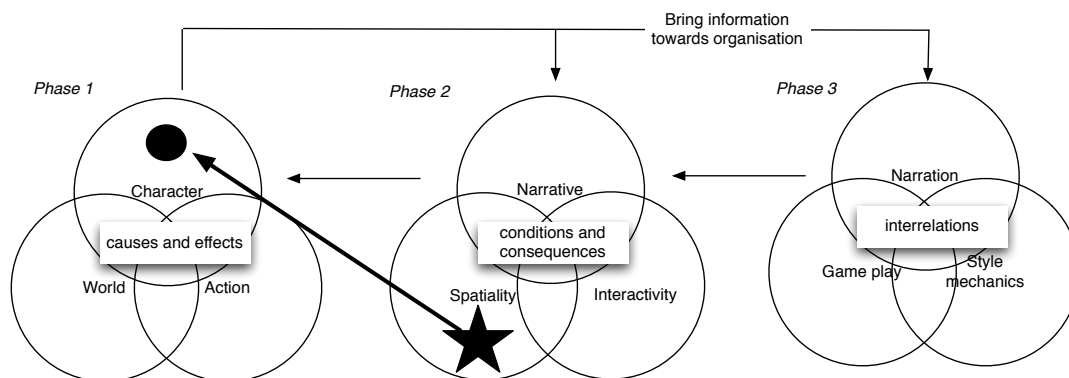 Bring information
towards organisation
Phase 1
Phase 2
Phase 3
Character
causes and effects
World
Action
Narrative
conditions and
consequences
Spatiality
Interactivity
Narration
interrelations
Game play
Style
mechanics